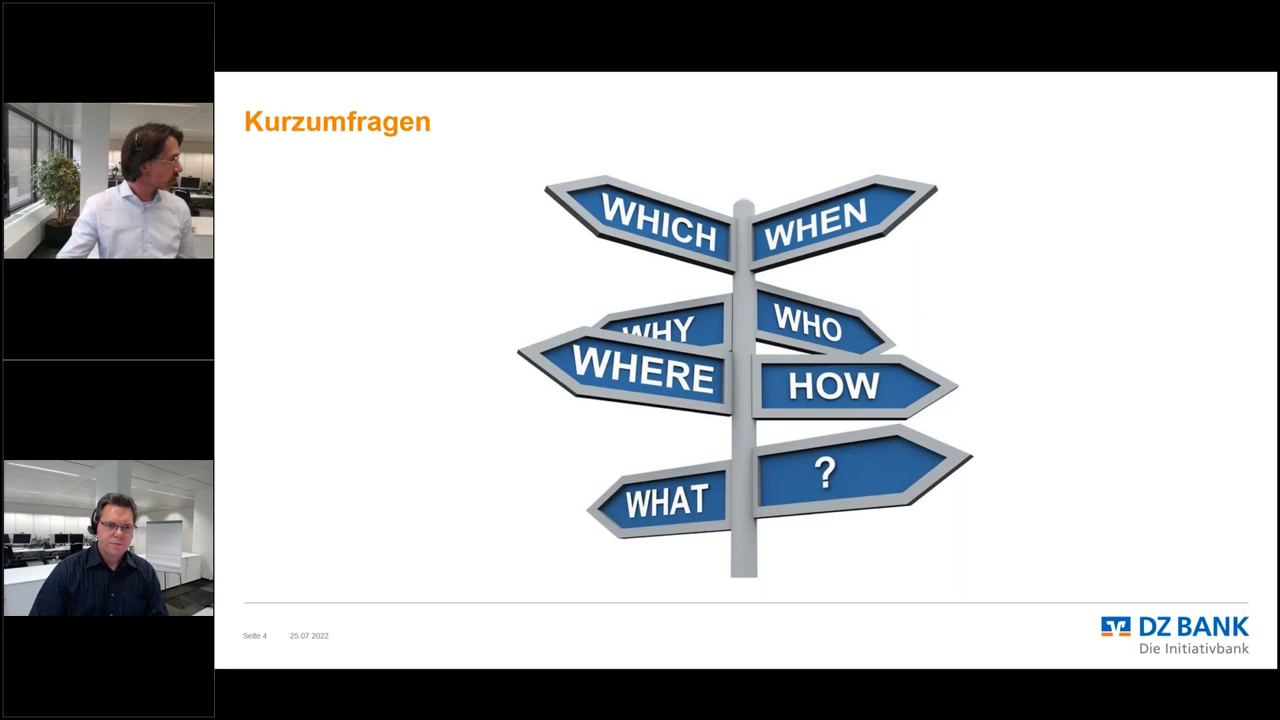 Kurzumfragen
WHICH
WHEN
WHY
WHO
WHERE
HOW
WHAT
?
Seite 4
25.07.2022
DZ BANK
Die Initiativbank